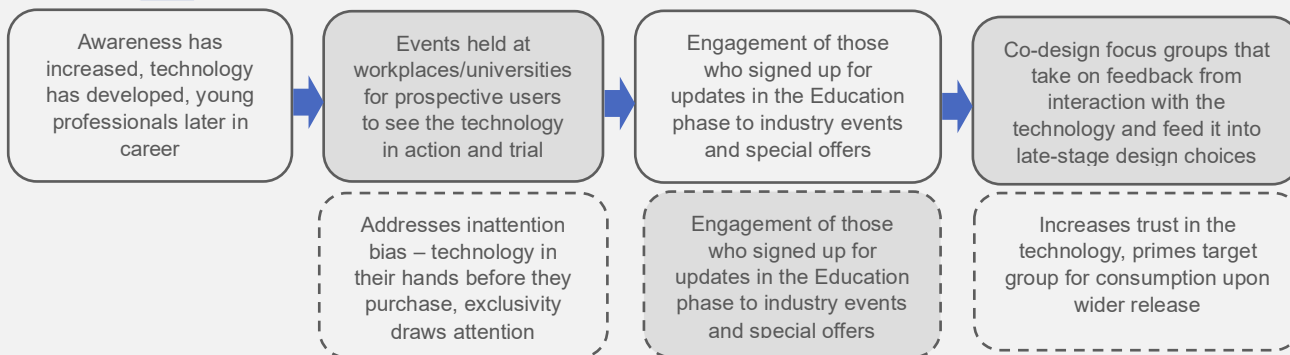 Awareness has
increased, technology
has developed, young
professionals later in
career
Events held at
workplaces/universities
for prospective users
to see the technology
in action and trial
Engagement of those
who signed up for
updates in the Education
phase to industry events
and special offers
Co-design focus groups that
take on feedback from
interaction with the
technology and feed it into
late-stage design choices
Addresses inattention
bias – technology in
their hands before they
purchase, exclusivity
draws attention
Engagement of those
who signed up for
updates in the Education
phase to industry events
and special offers
Increases trust in the
technology, primes target
group for consumption upon
wider release